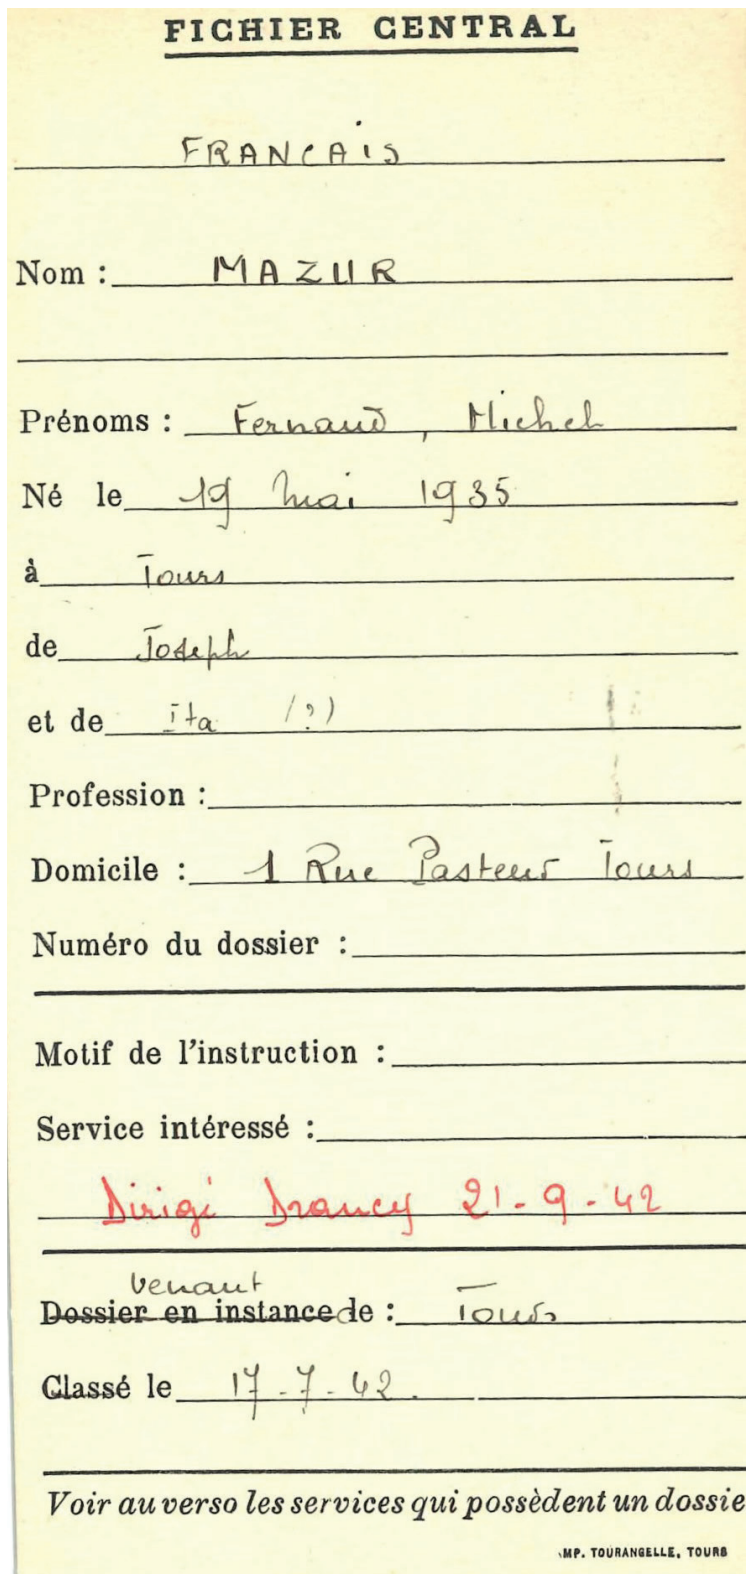 FICHIER CENTRAL
FRANCAIS
Nom : MAZUR
Prénoms : Fernand, Michel
Né le 19 mai 1935
à Tours
de Joseph
et de Ita (?)
Profession :
Domicile : 1 Rue Pasteur Tours
Numéro du dossier :
Motif de l'instruction :
Service intéressé :
Dirigé Drancy 21-9-42
venant
Dossier en instance de : Tours
Classé le 17-7-42.
Voir au verso les services qui possèdent un dossie
MP. TOURANGELLE, TOURS